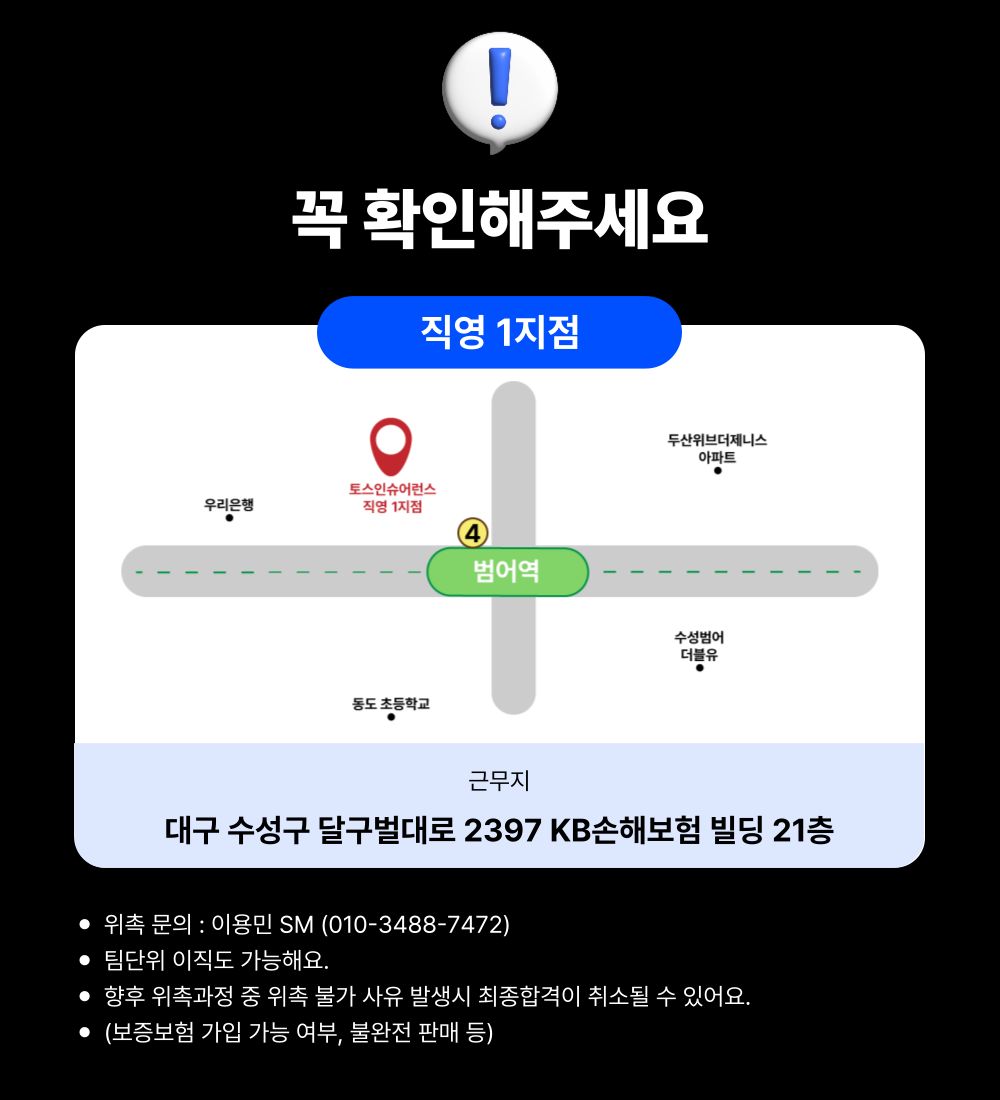 꼭 확인해주세요
직영 1지점
두산위브더제니스
아파트
토스인슈어런스
직영 1지점
우리은행
4
범어역
수성범어
더블유
동도 초등학교
근무지
대구 수성구 달구벌대로 2397 KB손해보험 빌딩 21층
위촉 문의 : 이용민 SM (010-3488-7472)
팀단위 이직도 가능해요.
향후 위촉과정 중 위촉 불가 사유 발생시 최종합격이 취소될 수 있어요.
(보증보험 가입 가능 여부, 불완전 판매 등)